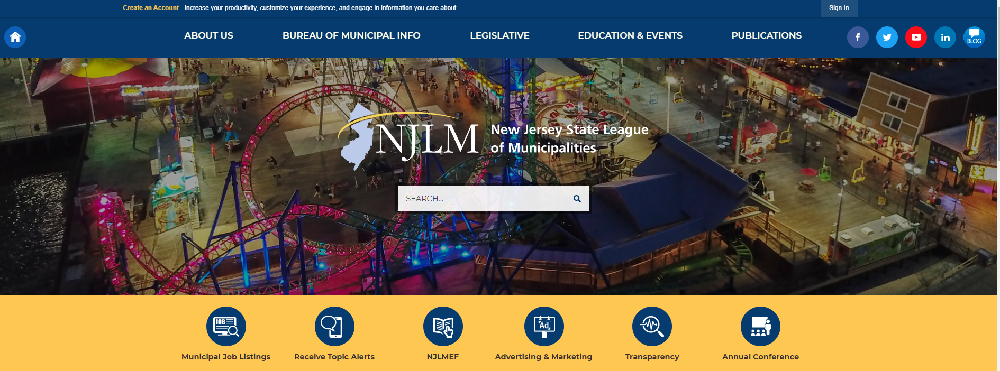 Create an Account - Increase your productivity, customize your experience, and engage in information you care about.
Sign In
ABOUT US
BUREAU OF MUNICIPAL INFO
LEGISLATIVE
EDUCATION & EVENTS
PUBLICATIONS
f
in
BLOG
NJLM
New Jersey State League
of Municipalities
SEARCH...
JOB
Ad
Municipal Job Listings
Receive Topic Alerts
NJLMEF
Advertising & Marketing
Transparency
Annual Conference